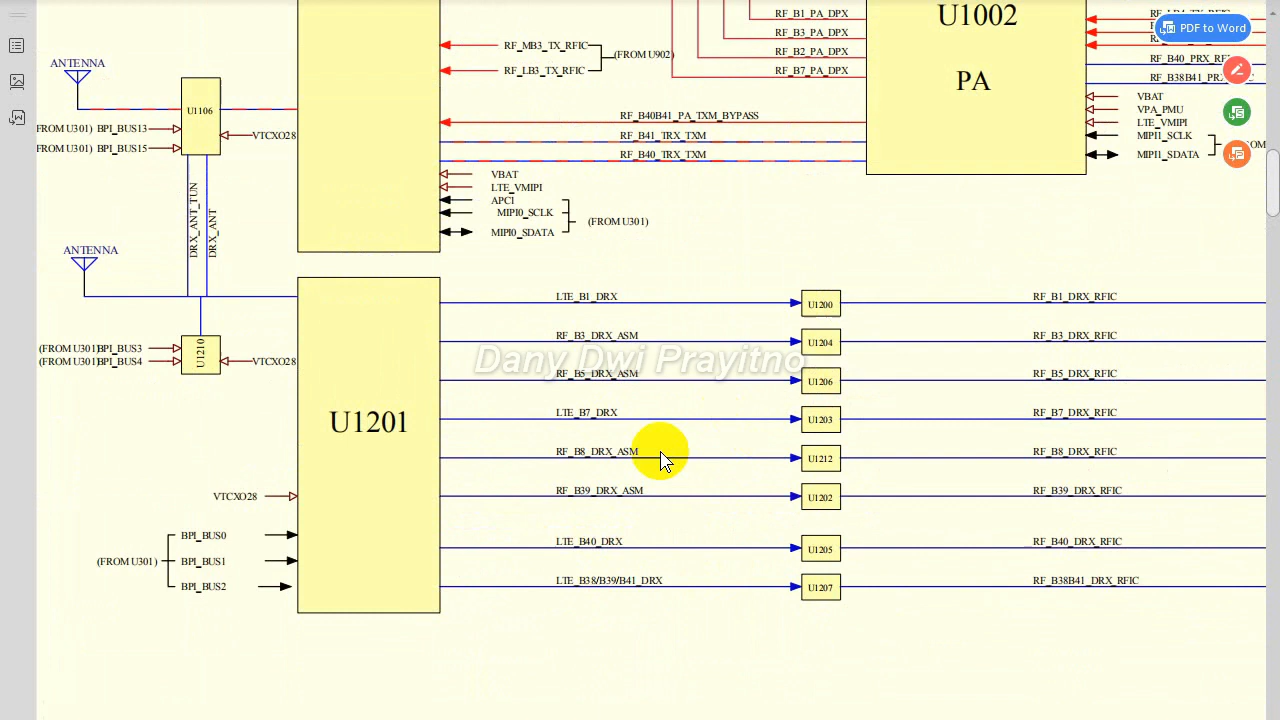 RF_B1_PA_DPX
U1002
RF_B3_PA_DPX
PDF to Word
RF_MB3_TX_RFIC
(FROM U902)
RF_B2_PA_DPX
ANTENNA
RF_LB3_TX_RFIC
RF_B7_PA_DPX
PA
RF_B40_PRX_RF
RF_B38B41_PR
VBAT
U1106
RF_B40B41_PA_TXM_BYPASS
VPA_PMU
FROM U301) BPI_BUS13
VTCXO28
RF_B41_TRX_TXM
LTE_VMIPI
MIPI1_SCLK
FROM U301) BPI_BUS15
RF_B40_TRX_TXM
MIPI1_SDATA
VBAT
LTE_VMIPI
APCI
MIPI0_SCLK
(FROM U301)
MIPI0_SDATA
DRX_ANT_TUN
DRX_ANT
ANTENNA
LTE_B1_DRX
U1200
RF_B1_DRX_RFIC
RF_B3_DRX_ASM
U1204
RF_B3_DRX_RFIC
(FROM U301)BPI_BUS3
(FROM U301)BPI_BUS4
U1210
VTCXO28
Dany Dwi Prayitno
RF_B5_DRX_ASM
U1206
RF_B5_DRX_RFIC
U1201
LTE_B7_DRX
U1203
RF_B7_DRX_RFIC
RF_B8_DRX_ASM
U1212
RF_B8_DRX_RFIC
VTCXO28
RF_B39_DRX_ASM
U1202
RF_B39_DRX_RFIC
BPI_BUS0
LTE_B40_DRX
U1205
RF_B40_DRX_RFIC
(FROM U301)
BPI_BUS1
BPI_BUS2
LTE_B38/B39/B41_DRX
U1207
RF_B38B41_DRX_RFIC